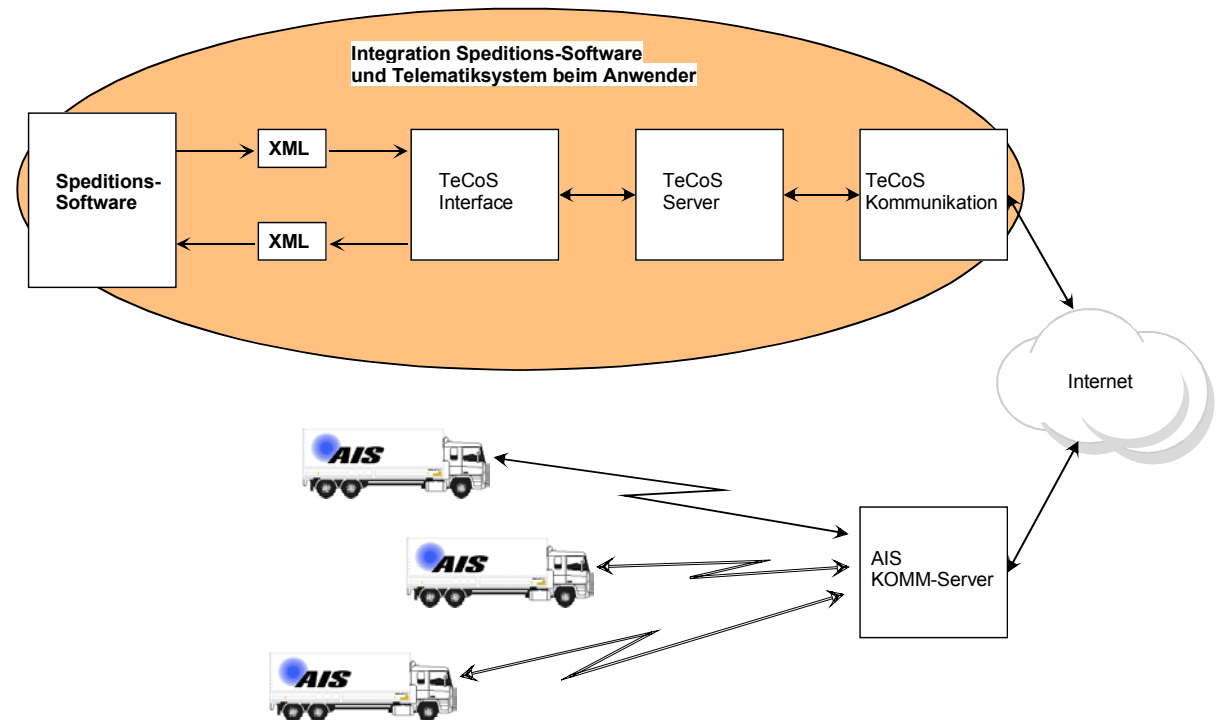 Integration Speditions-Software
und Telematiksystem beim Anwender
Speditions-
Software
XML
XML
TeCoS
Interface
TeCoS
Server
TeCoS
Kommunikation
Internet
AIS
AIS
AIS
AIS
KOMM-Server